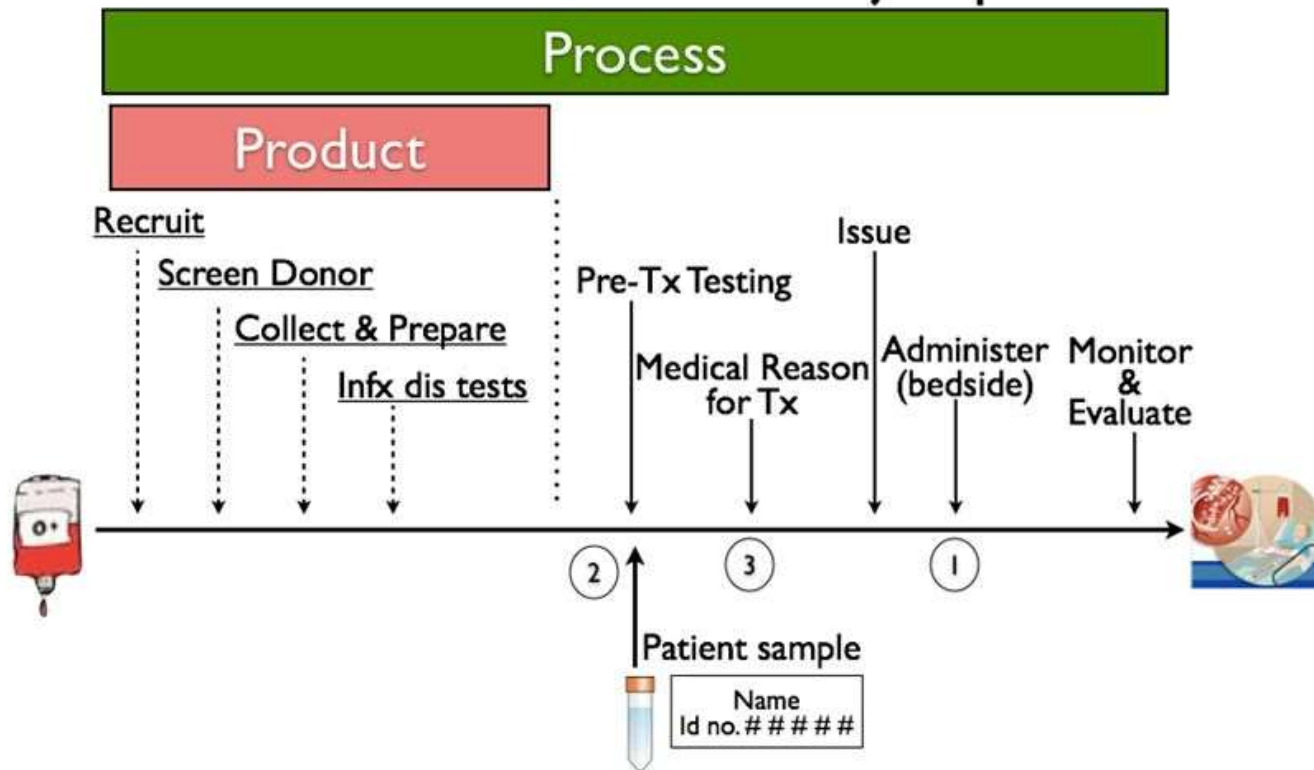 Process
Product
Recruit
Screen Donor
Collect & Prepare
Infx dis tests
Pre-Tx Testing
Medical Reason
for Tx
Issue
Administer
(bedside)
Monitor
&
Evaluate
2
3
1
Patient sample
Name
Id no. # # # # #
O+